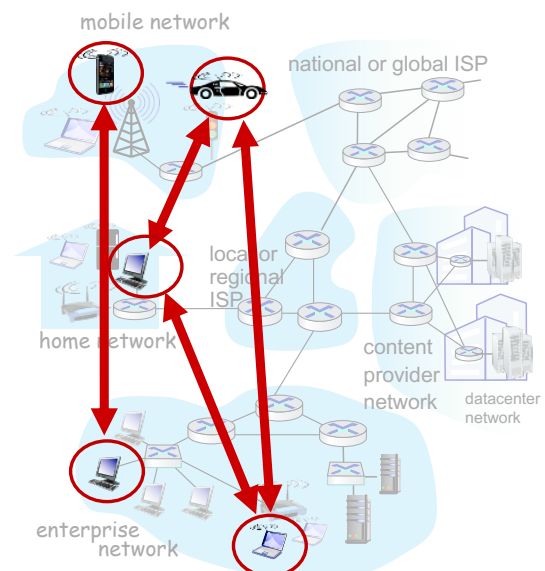 mobile network
national or global ISP
local or
regional
ISP
home network
content
provider
network
datacenter
network
enterprise
network